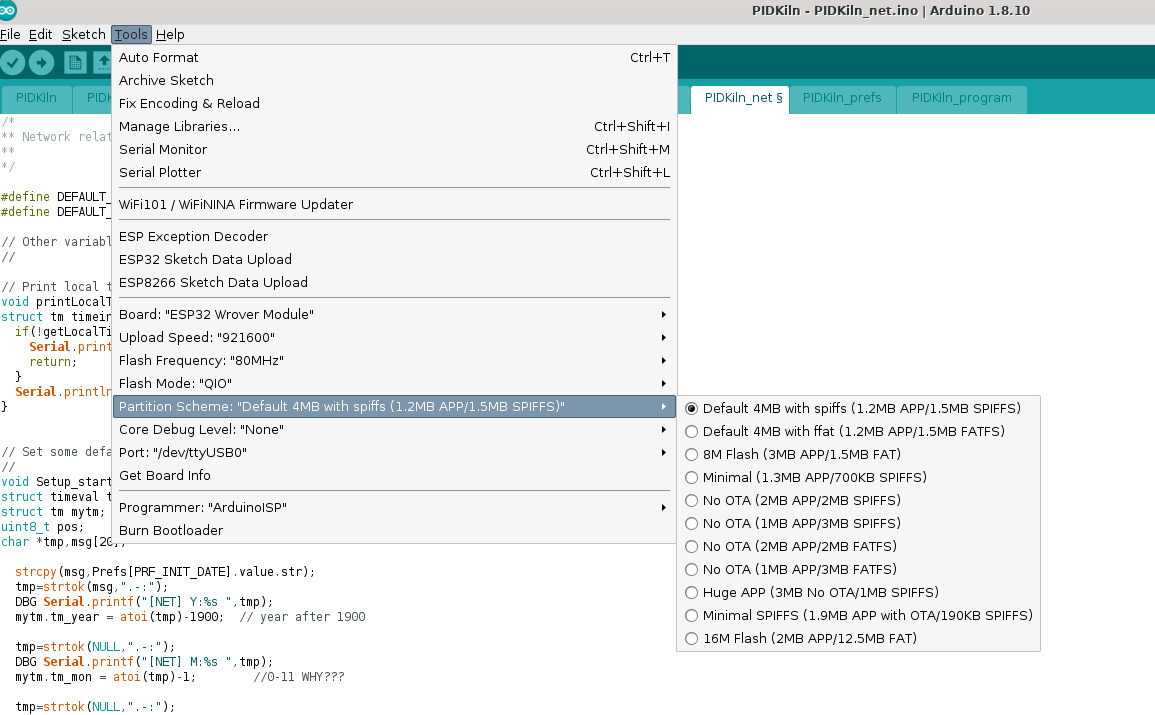 PIDKiln - PIDKiln_net.ino | Arduino 1.8.10
File Edit Sketch Tools Help
Auto Format Ctrl+T
Archive Sketch
Fix Encoding & Reload
Manage Libraries... Ctrl+Shift+I
Serial Monitor Ctrl+Shift+M
Serial Plotter Ctrl+Shift+L
WiFi101 / WiFiNINA Firmware Updater
ESP Exception Decoder
ESP32 Sketch Data Upload
ESP8266 Sketch Data Upload
Board: "ESP32 Wrover Module"
Upload Speed: "921600"
Flash Frequency: "80MHz"
Flash Mode: "QIO"
Partition Scheme: "Default 4MB with spiffs (1.2MB APP/1.5MB SPIFFS)"
Core Debug Level: "None"
Port: "/dev/ttyUSB0"
Get Board Info
Programmer: "ArduinoISP"
Burn Bootloader
Default 4MB with spiffs (1.2MB APP/1.5MB SPIFFS)
Default 4MB with ffat (1.2MB APP/1.5MB FATFS)
8M Flash (3MB APP/1.5MB FAT)
Minimal (1.3MB APP/700KB SPIFFS)
No OTA (2MB APP/2MB SPIFFS)
No OTA (1MB APP/3MB SPIFFS)
No OTA (2MB APP/2MB FATFS)
No OTA (1MB APP/3MB FATFS)
Huge APP (3MB No OTA/1MB SPIFFS)
Minimal SPIFFS (1.9MB APP with OTA/190KB SPIFFS)
16M Flash (2MB APP/12.5MB FAT)
PIDKiln PIDK PIDKiln_net § PIDKiln_prefs PIDKiln_program
/*
** Network relat
**
*/
#define DEFAULT_
#define DEFAULT_
// Other variabl
//
// Print local t
void printLocalT
struct tm timein
if(!getLocalTi
Serial.print
return;
}
Serial.println
}
// Set some defa
//
void Setup_start
struct timeval t
struct tm mytm;
uint8_t pos;
char *tmp,msg[20];
strcpy(msg,Prefs[PRF_INIT_DATE].value.str);
tmp=strtok(msg,".-:");
DBG Serial.printf("[NET] Y:%s ",tmp);
mytm.tm_year = atoi(tmp)-1900; // year after 1900
tmp=strtok(NULL,".-:");
DBG Serial.printf("[NET] M:%s ",tmp);
mytm.tm_mon = atoi(tmp)-1; //0-11 WHY???
tmp=strtok(NULL,".-:");